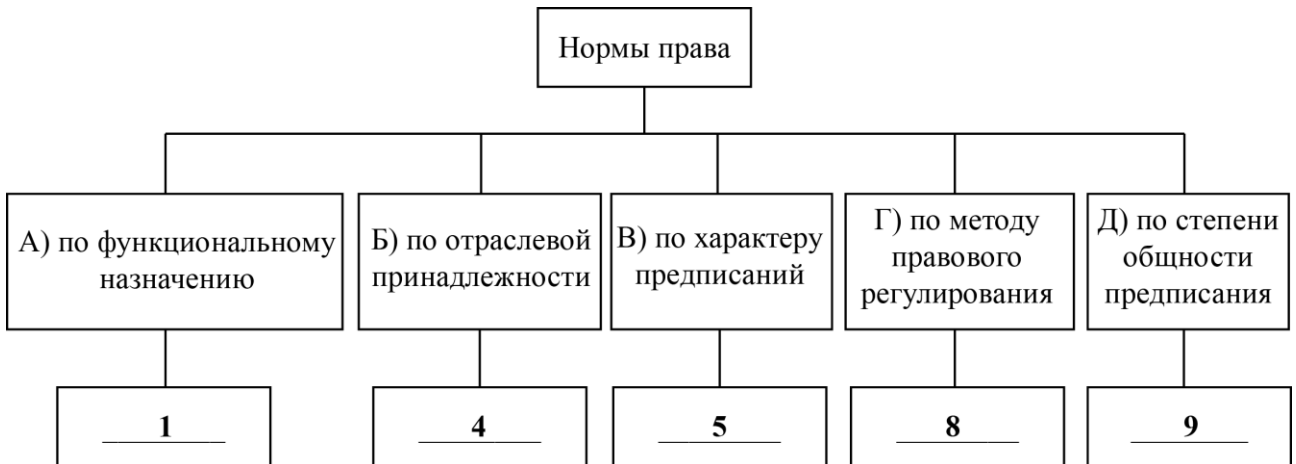 Нормы права
А) по функциональному
назначению
Б) по отраслевой
принадлежности
В) по характеру
предписаний
Г) по методу
правового
регулирования
Д) по степени
общности
предписания
1
4
5
8
9